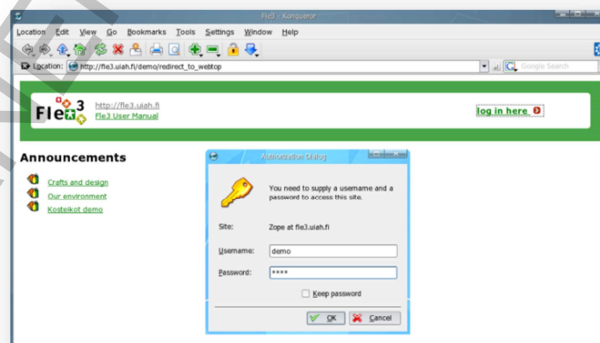 Fle3 - Konqueror
Location Edit View Go Bookmarks Tools Settings Window Help
Location: http://fle3.uiah.fi/demo/redirect_to_webtop
Google Search
Fle3
http://fle3.uiah.fi
Fle3 User Manual
log in here
Announcements
Crafts and design
Our environment
Kosteikot demo
Authorization Dialog
You need to supply a username and a
password to access this site.
Site: Zope at fle3.uiah.fi
Username: demo
Password: ****
Keep password
OK Cancel